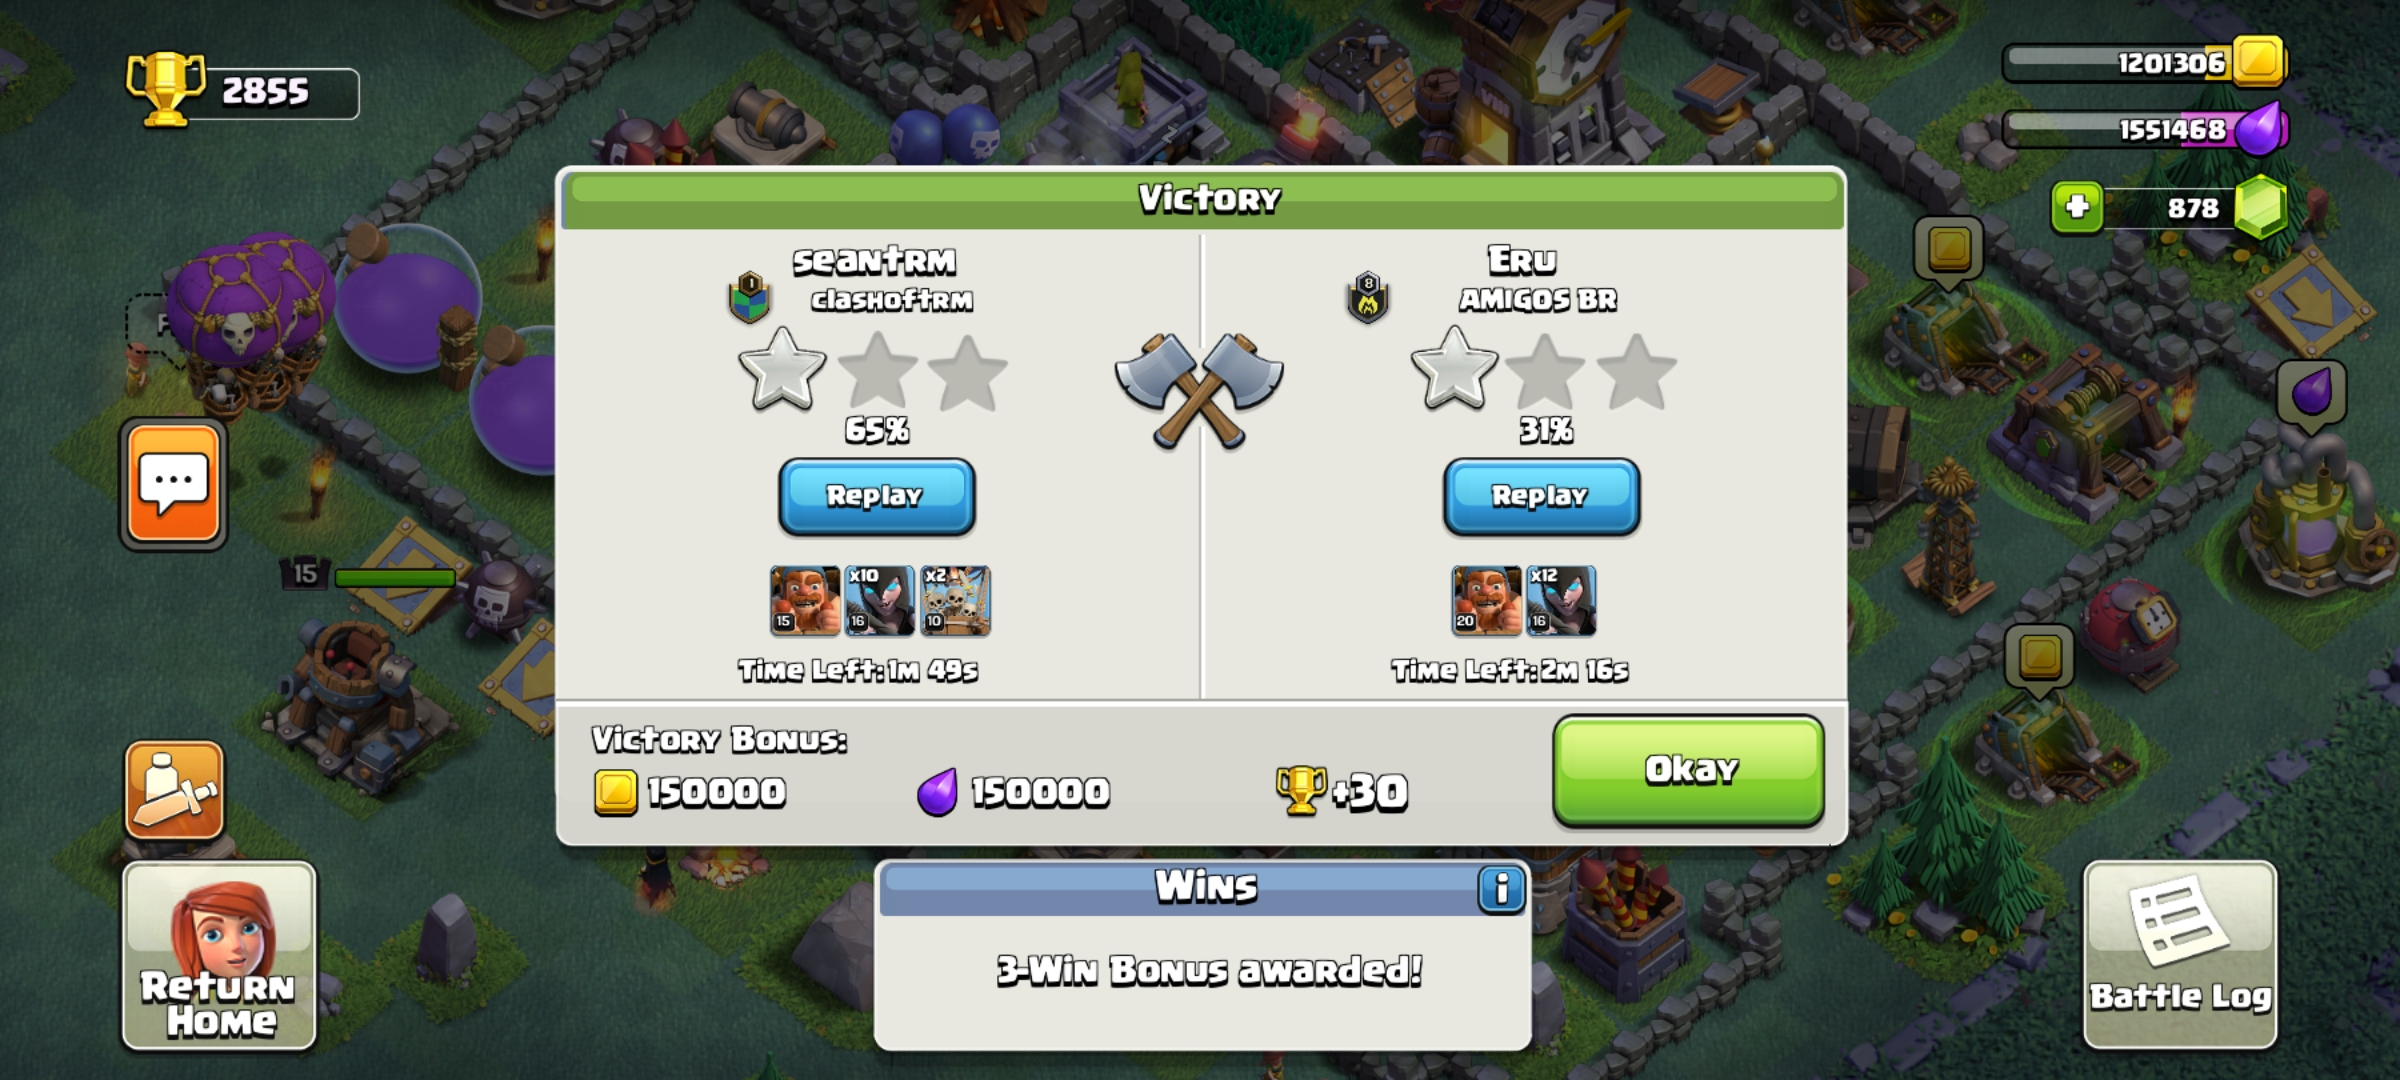 2855
1201306
1551468
878
Victory
seantrm
clashoftrm
1
65%
Replay
15
x10
16
x2
10
Time Left: 1m 49s
Eru
AMIGOS BR
8
31%
Replay
20
x12
16
Time Left: 2m 16s
15
Victory Bonus:
150000
150000
+30
Okay
Wins
i
3-Win Bonus awarded!
Return
Home
Battle Log